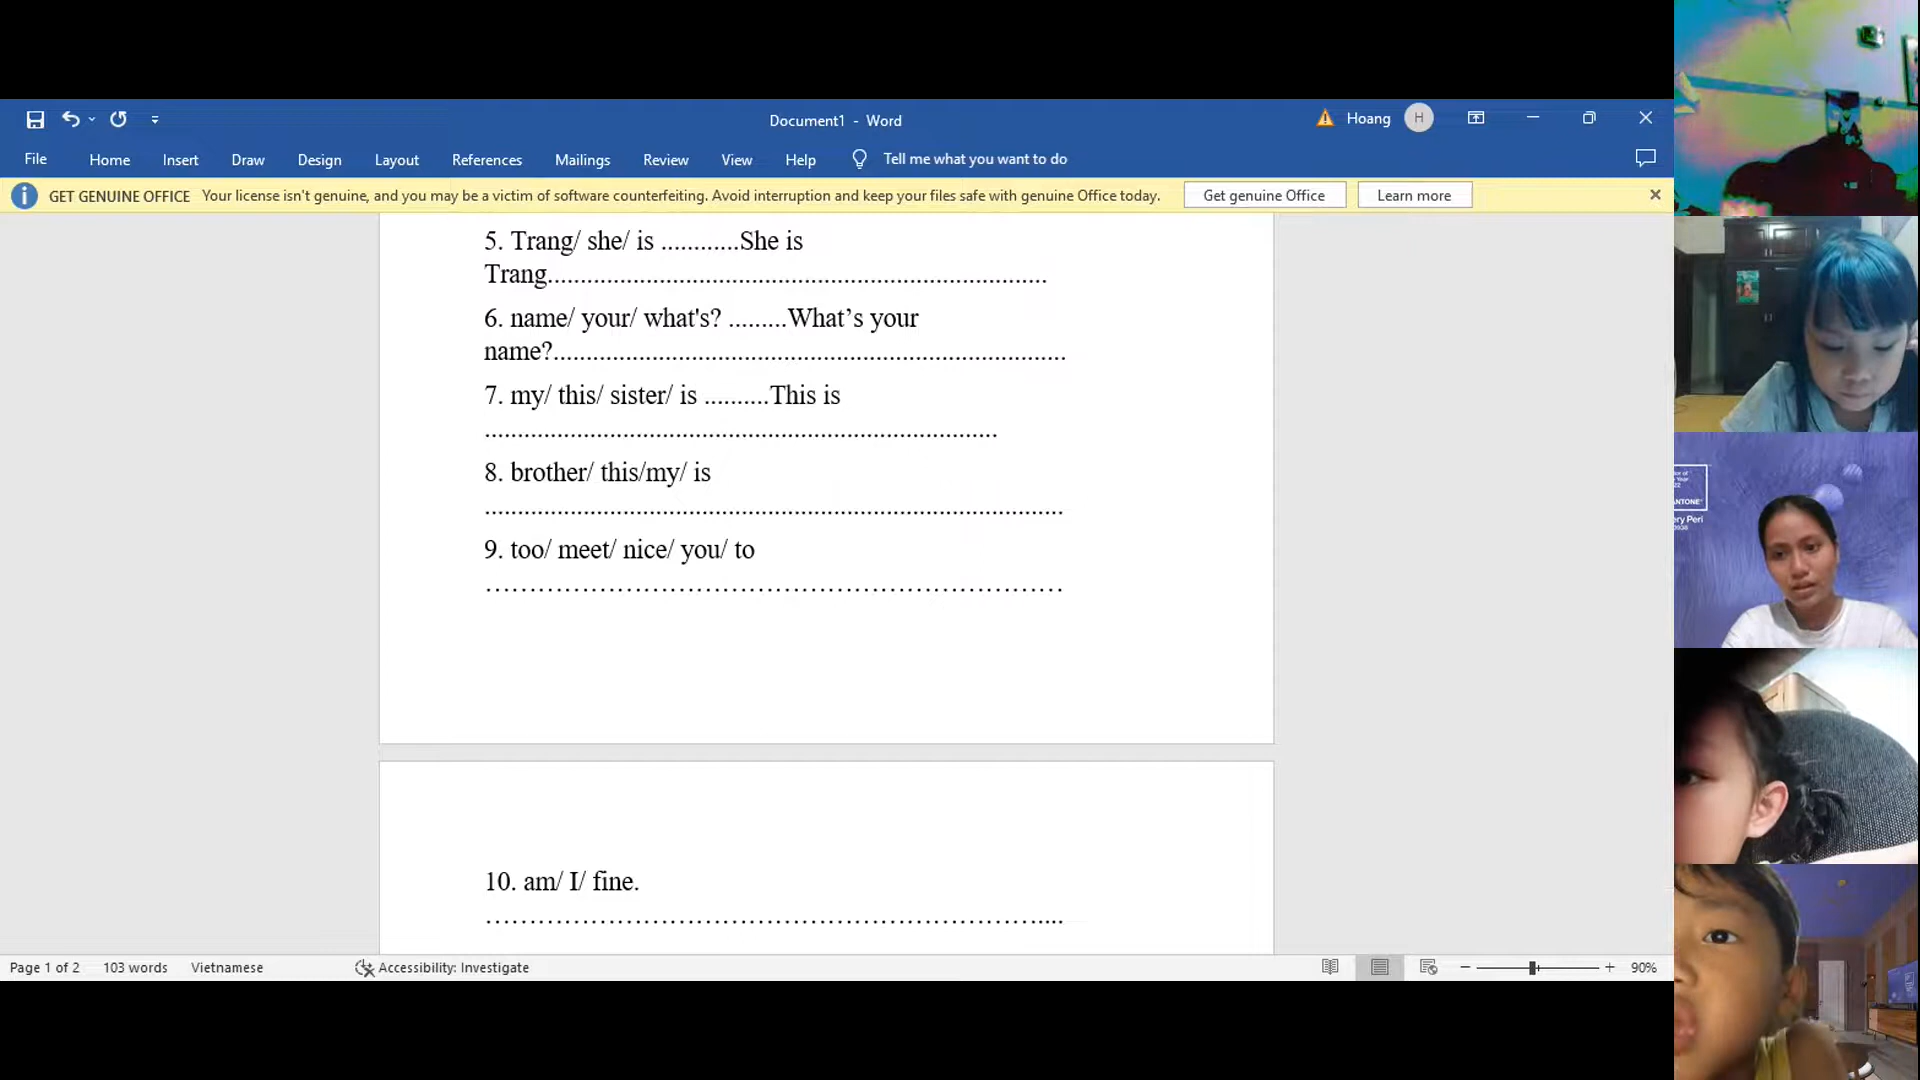 Document1 - Word
Hoang
H
File Home Insert Draw Design Layout References Mailings Review View Help Tell me what you want to do
GET GENUINE OFFICE Your license isn't genuine, and you may be a victim of software counterfeiting. Avoid interruption and keep your files safe with genuine Office today. Get genuine Office Learn more
5. Trang/ she/ is ............She is
Trang............................................................................
6. name/ your/ what's? .........What’s your
name?..............................................................................
7. my/ this/ sister/ is ..........This is
..............................................................................
8. brother/ this/my/ is
........................................................................................
9. too/ meet/ nice/ you/ to
…………………………………………………………
10. am/ I/ fine.
………………………………………………………....
Page 1 of 2 103 words Vietnamese Accessibility: Investigate 90%
ANTONE
ery Peri